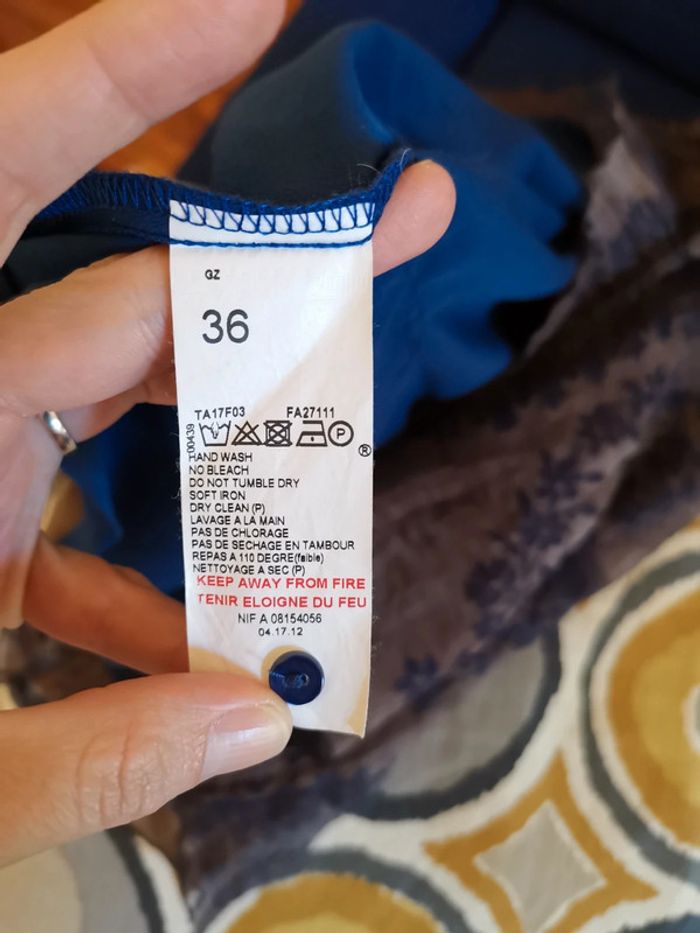 GZ
36
TA17F03 FA27111
00439
P
®
HAND WASH
NO BLEACH
DO NOT TUMBLE DRY
SOFT IRON
DRY CLEAN (P)
LAVAGE A LA MAIN
PAS DE CHLORAGE
PAS DE SECHAGE EN TAMBOUR
REPAS A 110 DEGRE(faible)
NETTOYAGE A SEC (P)
KEEP AWAY FROM FIRE
TENIR ELOIGNE DU FEU
NIF A 08154056
04.17.12